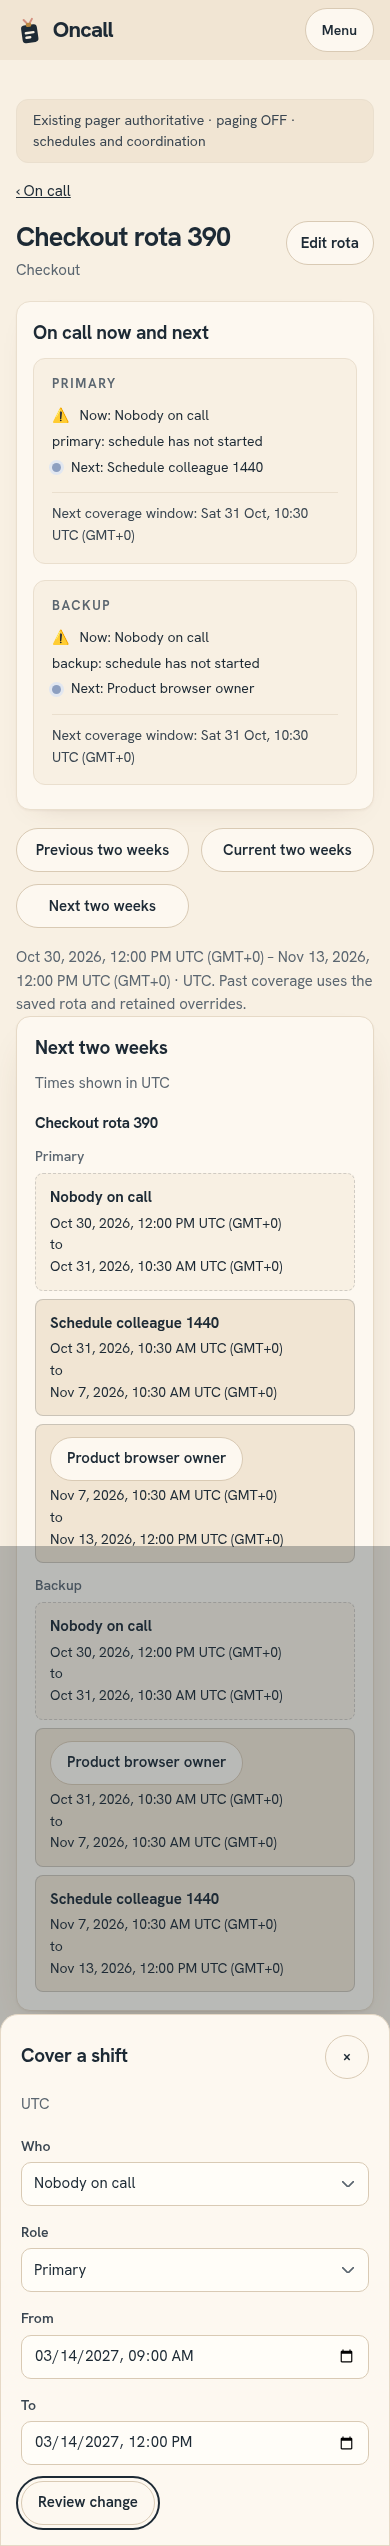 Oncall
Menu
Existing pager authoritative · paging OFF ·
schedules and coordination
‹ On call
Checkout rota 390
Edit rota
Checkout
On call now and next
PRIMARY
⚠️ Now: Nobody on call
primary: schedule has not started
Next: Schedule colleague 1440
Next coverage window: Sat 31 Oct, 10:30
UTC (GMT+0)
BACKUP
⚠️ Now: Nobody on call
backup: schedule has not started
Next: Product browser owner
Next coverage window: Sat 31 Oct, 10:30
UTC (GMT+0)
Previous two weeks
Current two weeks
Next two weeks
Oct 30, 2026, 12:00 PM UTC (GMT+0) – Nov 13, 2026,
12:00 PM UTC (GMT+0) · UTC. Past coverage uses the
saved rota and retained overrides.
Next two weeks
Times shown in UTC
Checkout rota 390
Primary
Nobody on call
Oct 30, 2026, 12:00 PM UTC (GMT+0)
to
Oct 31, 2026, 10:30 AM UTC (GMT+0)
Schedule colleague 1440
Oct 31, 2026, 10:30 AM UTC (GMT+0)
to
Nov 7, 2026, 10:30 AM UTC (GMT+0)
Product browser owner
Nov 7, 2026, 10:30 AM UTC (GMT+0)
to
Nov 13, 2026, 12:00 PM UTC (GMT+0)
Backup
Nobody on call
Oct 30, 2026, 12:00 PM UTC (GMT+0)
to
Oct 31, 2026, 10:30 AM UTC (GMT+0)
Product browser owner
Oct 31, 2026, 10:30 AM UTC (GMT+0)
to
Nov 7, 2026, 10:30 AM UTC (GMT+0)
Schedule colleague 1440
Nov 7, 2026, 10:30 AM UTC (GMT+0)
to
Nov 13, 2026, 12:00 PM UTC (GMT+0)
Cover a shift
×
UTC
Who
Nobody on call
Role
Primary
From
03/14/2027, 09:00 AM
To
03/14/2027, 12:00 PM
Review change